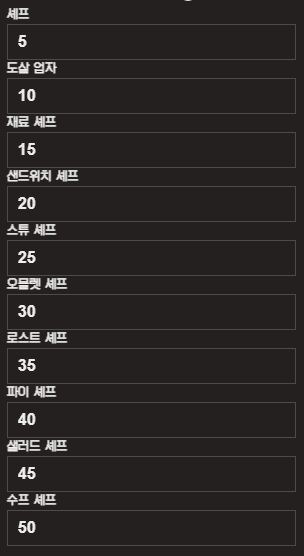 셰프
5
도살 업자
10
재료 셰프
15
샌드위치 셰프
20
스튜 셰프
25
오믈렛 셰프
30
로스트 셰프
35
파이 셰프
40
샐러드 셰프
45
수프 셰프
50